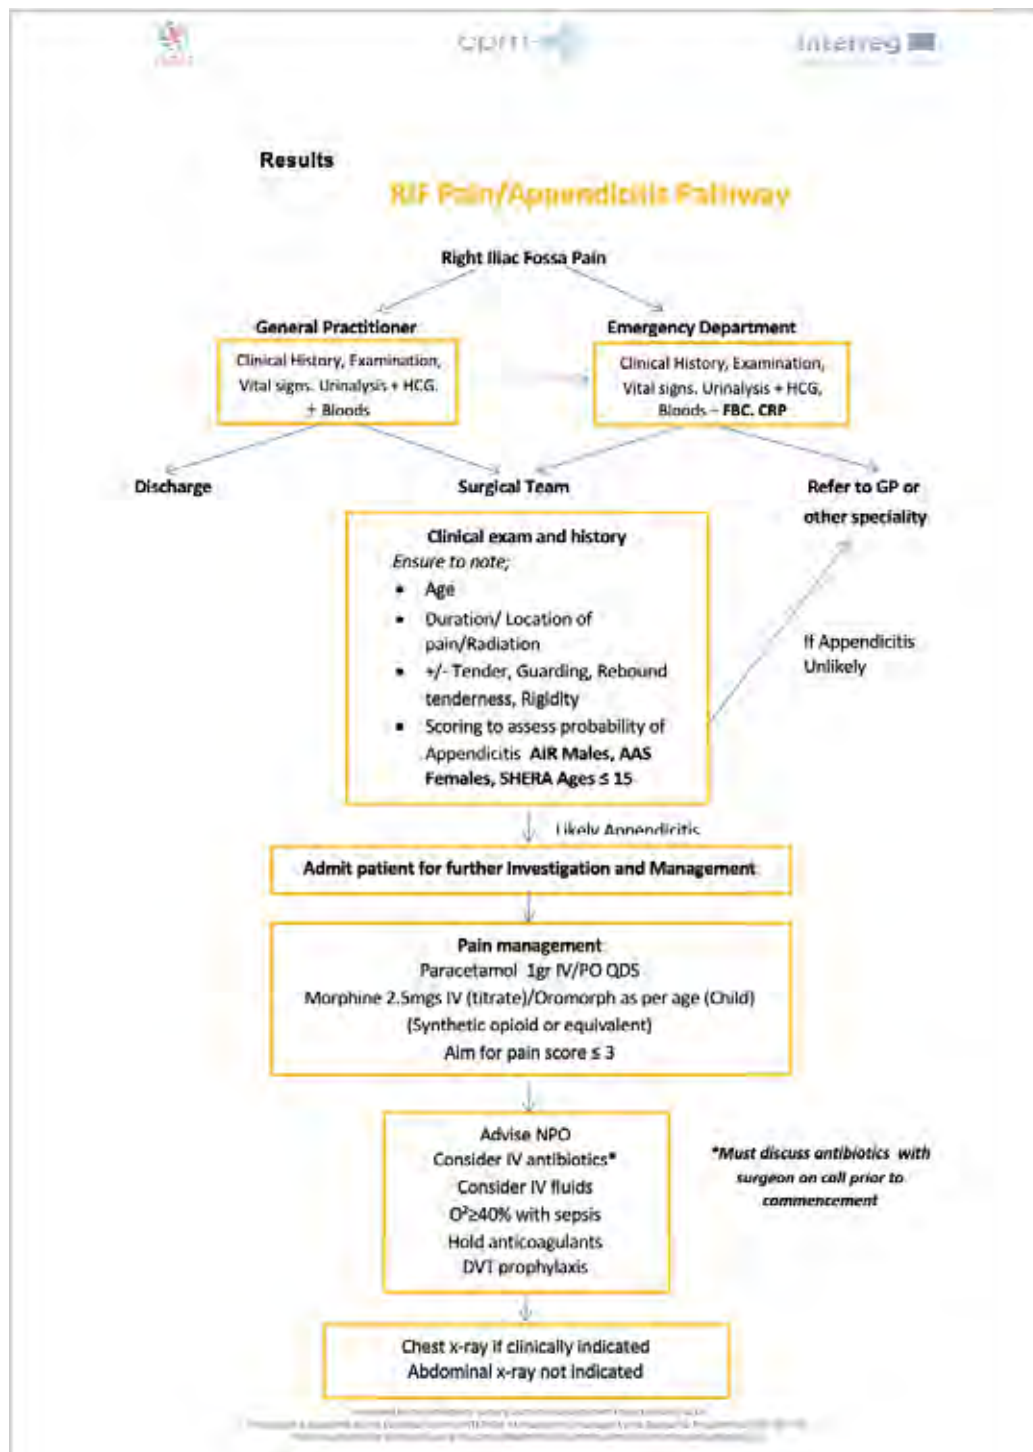 cpm
Interreg
Results
RIF Pain/Appendicitis Pathway
Right Iliac Fossa Pain
General Practitioner
Emergency Department
Clinical History, Examination,
Vital signs. Urinalysis + HCG.
+ Bloods
Clinical History, Examination,
Vital signs. Urinalysis + HCG,
Bloods – FBC. CRP
Discharge
Surgical Team
Refer to GP or
other speciality
Clinical exam and history
Ensure to note;
• Age
• Duration/ Location of
pain/Radiation
• +/- Tender, Guarding, Rebound
tenderness, Rigidity
• Scoring to assess probability of
Appendicitis AIR Males, AAS
Females, SHERA Ages ≤ 15
If Appendicitis
Unlikely
Likely Appendicitis
Admit patient for further Investigation and Management
Pain management
Paracetamol 1gr IV/PO QDS
Morphine 2.5mgs IV (titrate)/Oromorph as per age (Child)
(Synthetic opioid or equivalent)
Aim for pain score ≤ 3
Advise NPO
Consider IV antibiotics*
Consider IV fluids
O²≥40% with sepsis
Hold anticoagulants
DVT prophylaxis
*Must discuss antibiotics with
surgeon on call prior to
commencement
Chest x-ray if clinically indicated
Abdominal x-ray not indicated